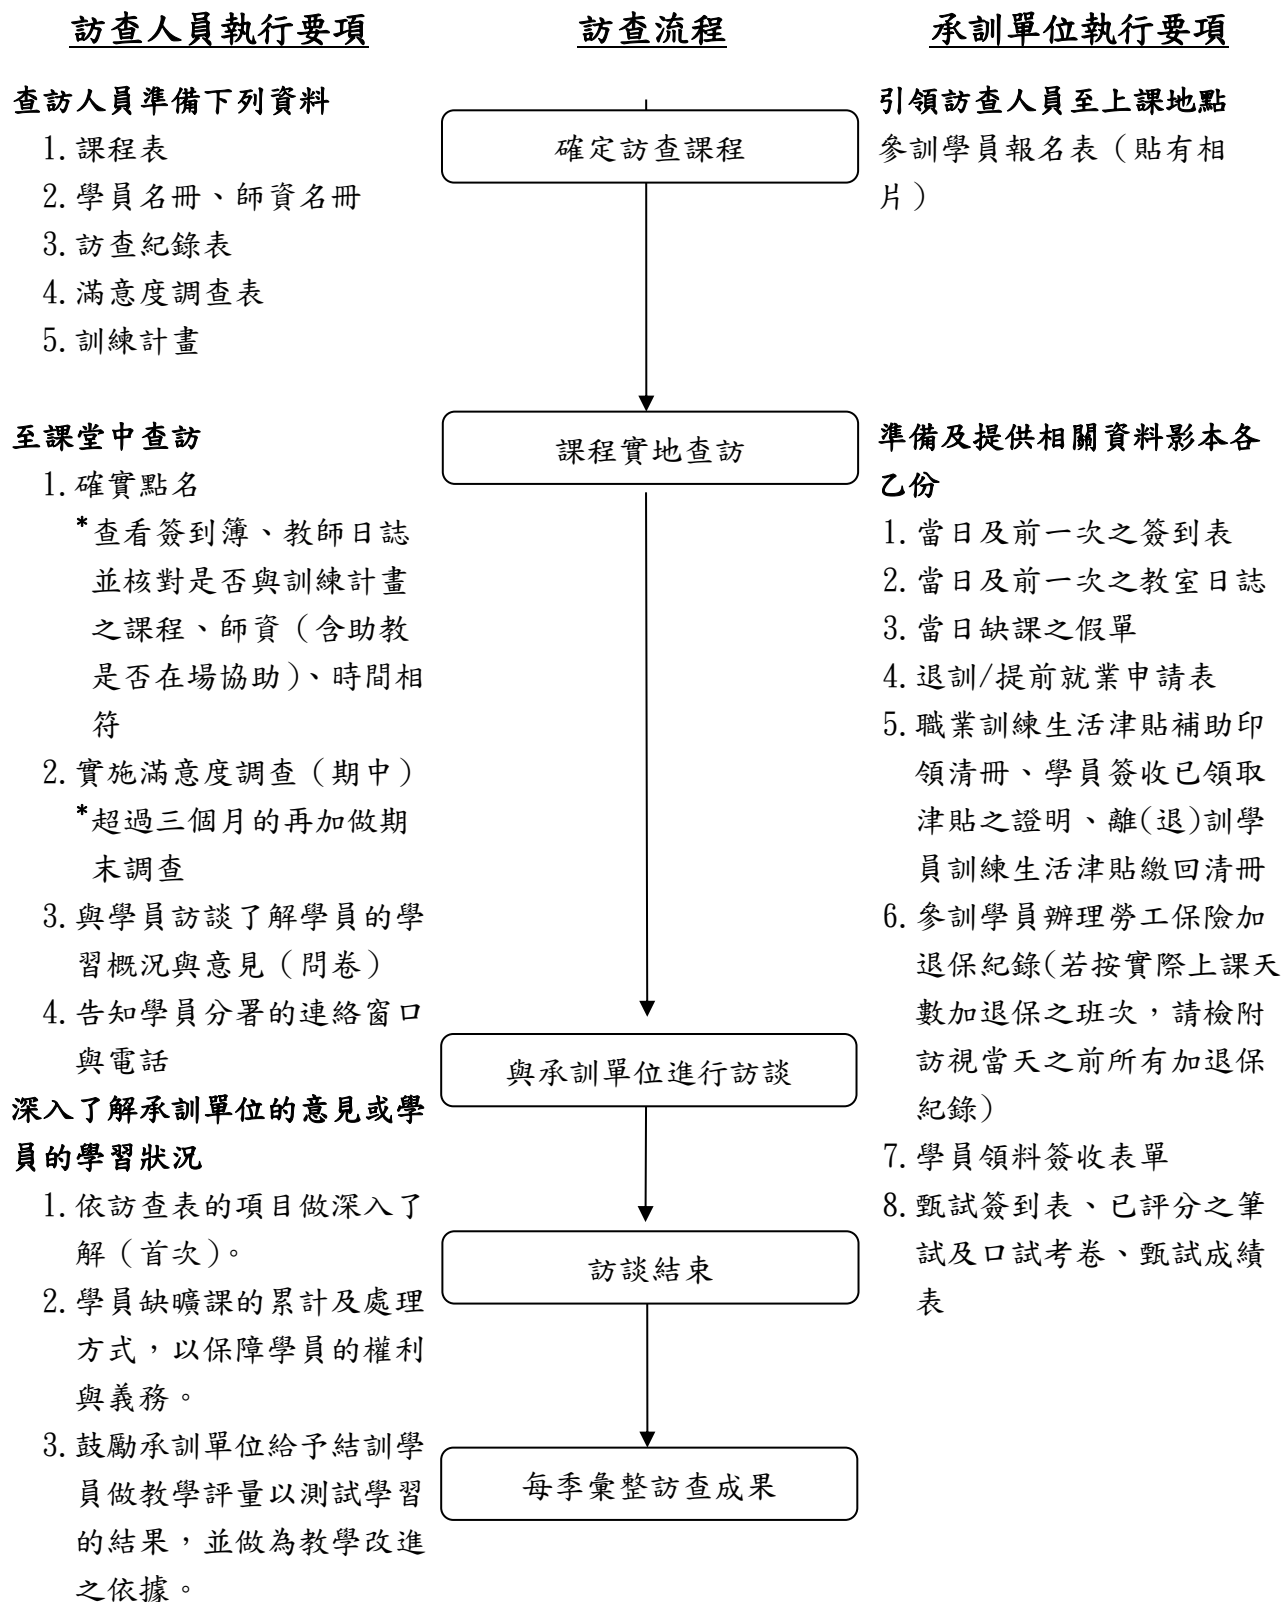 訪查人員執行要項
查訪人員準備下列資料
1.課程表
2.學員名冊、師資名冊
3.訪查紀錄表
4.滿意度調查表
5.訓練計畫
至課堂中查訪
1.確實點名
*查看簽到簿、教師日誌
並核對是否與訓練計畫
之課程、師資（含助教
是否在場協助）、時間相
符
2.實施滿意度調查（期中）
*超過三個月的再加做期
末調查
3.與學員訪談了解學員的學
習概況與意見（問卷）
4.告知學員分署的連絡窗口
與電話
深入了解承訓單位的意見或學
員的學習狀況
1.依訪查表的項目做深入了
解（首次）。
2.學員缺曠課的累計及處理
方式，以保障學員的權利
與義務。
3.鼓勵承訓單位給予結訓學
員做教學評量以測試學習
的結果，並做為教學改進
之依據。
訪查流程
確定訪查課程
課程實地查訪
與承訓單位進行訪談
訪談結束
每季彙整訪查成果
承訓單位執行要項
引領訪查人員至上課地點
參訓學員報名表（貼有相
片）
準備及提供相關資料影本各
乙份
1.當日及前一次之簽到表
2.當日及前一次之教室日誌
3.當日缺課之假單
4.退訓/提前就業申請表
5.職業訓練生活津貼補助印
領清冊、學員簽收已領取
津貼之證明、離(退)訓學
員訓練生活津貼繳回清冊
6.參訓學員辦理勞工保險加
退保紀錄(若按實際上課天
數加退保之班次，請檢附
訪視當天之前所有加退保
紀錄)
7.學員領料簽收表單
8.甄試簽到表、已評分之筆
試及口試考卷、甄試成績
表